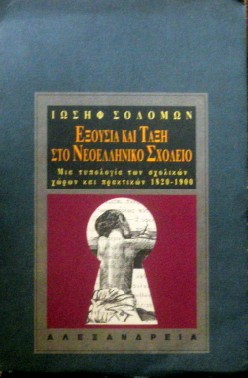 ΙΩΣΗΦ ΣΟΛΟΜΩΝ
ΕΞΟΥΣΙΑ ΚΑΙ ΤΑΞΗ
ΣΤΟ ΝΕΟΕΛΛΗΝΙΚΟ ΣΧΟΛΕΙΟ
Μια τυπολογία των σχολικών
χώρων και πρακτικών 1820-1900
ΑΛΕΞΑΝΔΡΕΙΑ